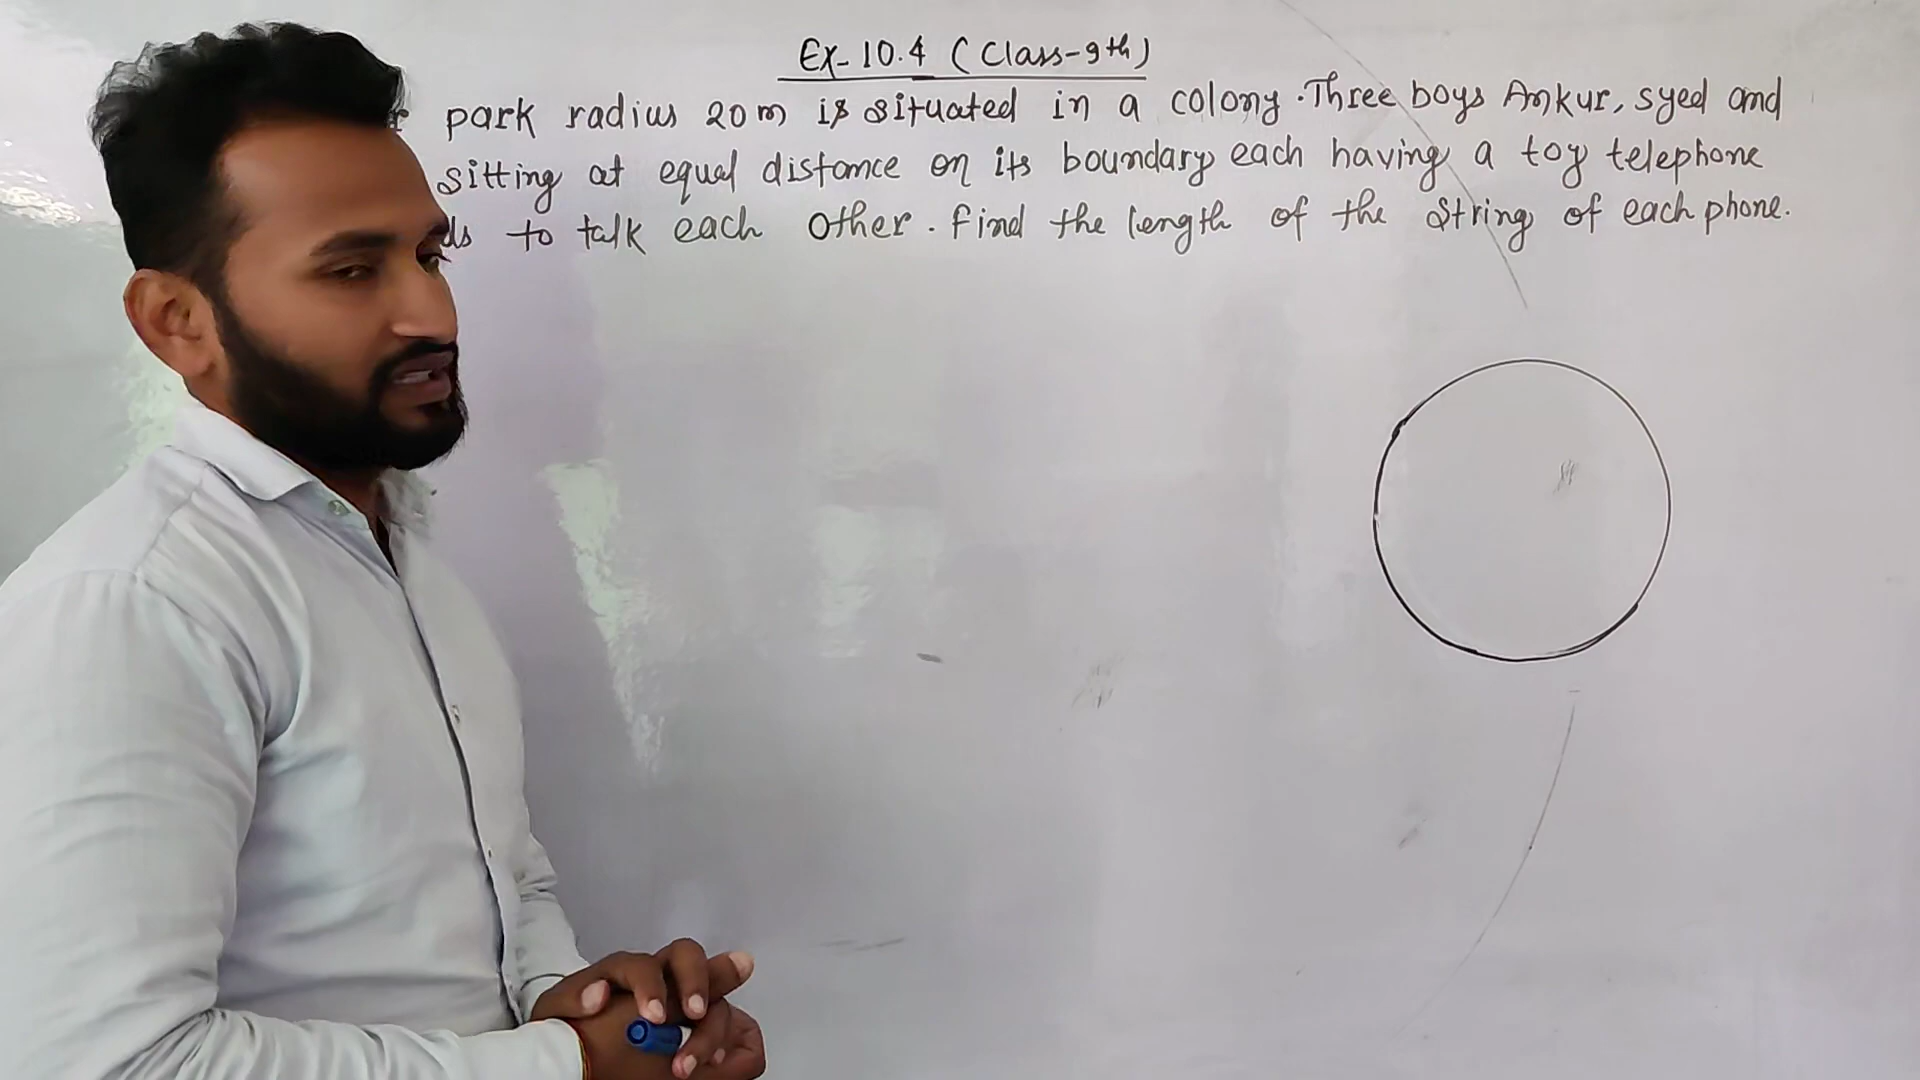 Ex-10.4 (Class-9th)
park radius 20m is situated in a colony. Three boys Ankur, syed and
sitting at equal distance on its boundary each having a toy telephone
ds to talk each other. find the length of the string of each phone.